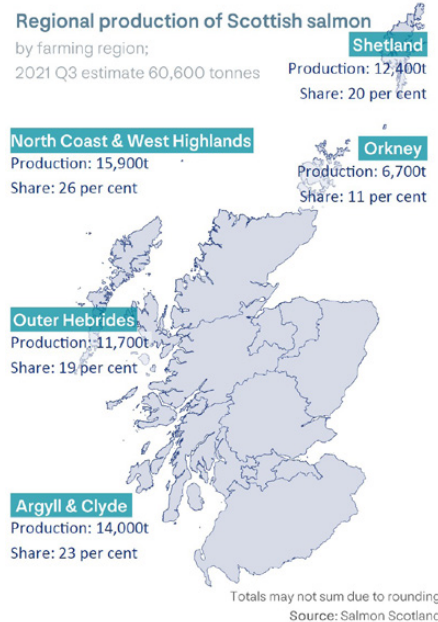 Regional production of Scottish salmon
by farming region;
2021 Q3 estimate 60,600 tonnes
Shetland
Production: 12,400t
Share: 20 per cent
North Coast & West Highlands
Production: 15,900t
Share: 26 per cent
Orkney
Production: 6,700t
Share: 11 per cent
Outer Hebrides
Production: 11,700t
Share: 19 per cent
Argyll & Clyde
Production: 14,000t
Share: 23 per cent
Totals may not sum due to rounding
Source: Salmon Scotland